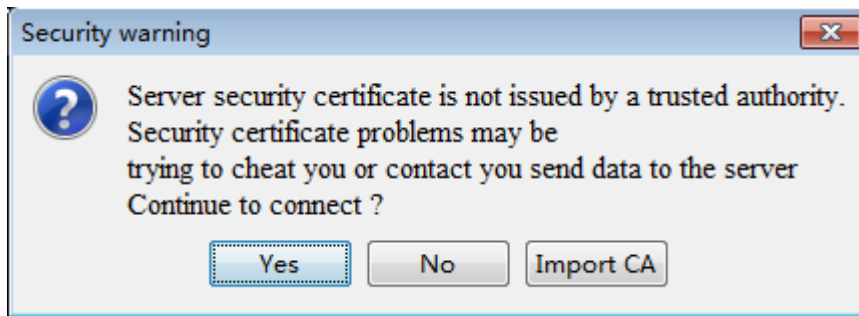 Security warning
Server security certificate is not issued by a trusted authority.
Security certificate problems may be
trying to cheat you or contact you send data to the server
Continue to connect ?
Yes No Import CA